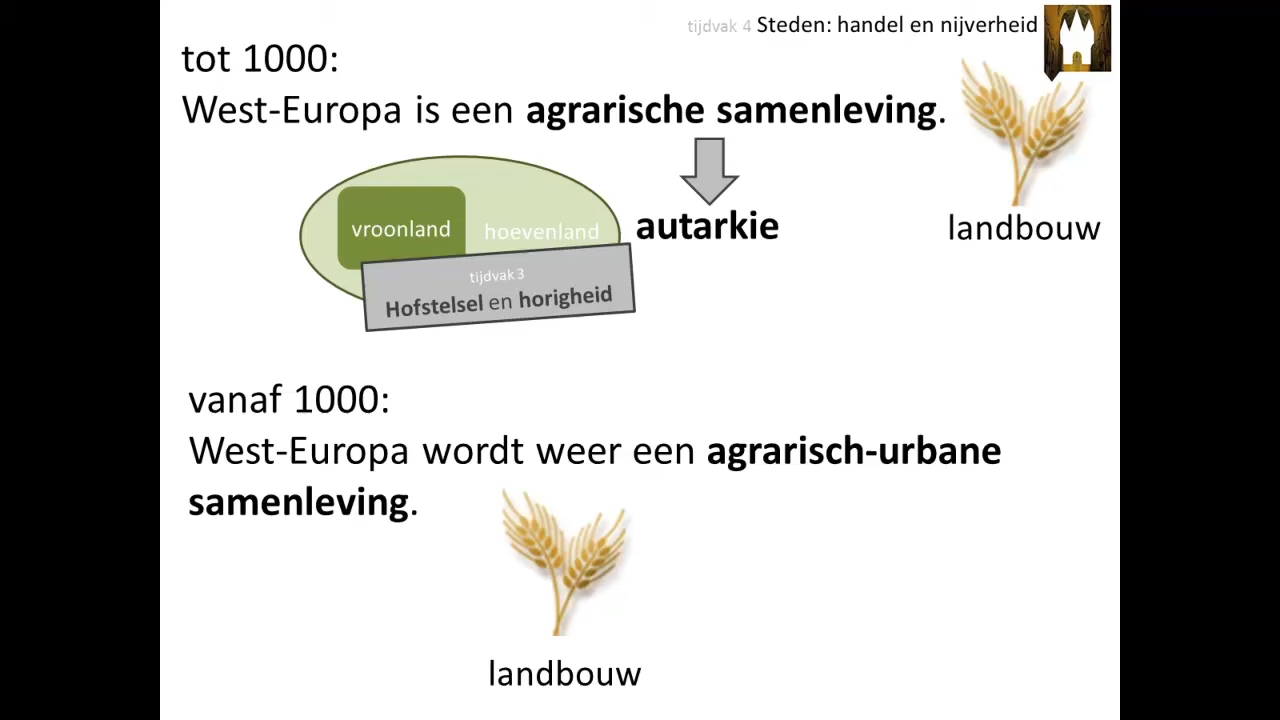 tijdvak 4 Steden: handel en nijverheid
tot 1000:
West-Europa is een agrarische samenleving.
vroonland
hoevenland
autarkie
landbouw
tijdvak 3
Hofstelsel en horigheid
vanaf 1000:
West-Europa wordt weer een agrarisch-urbane
samenleving.
landbouw